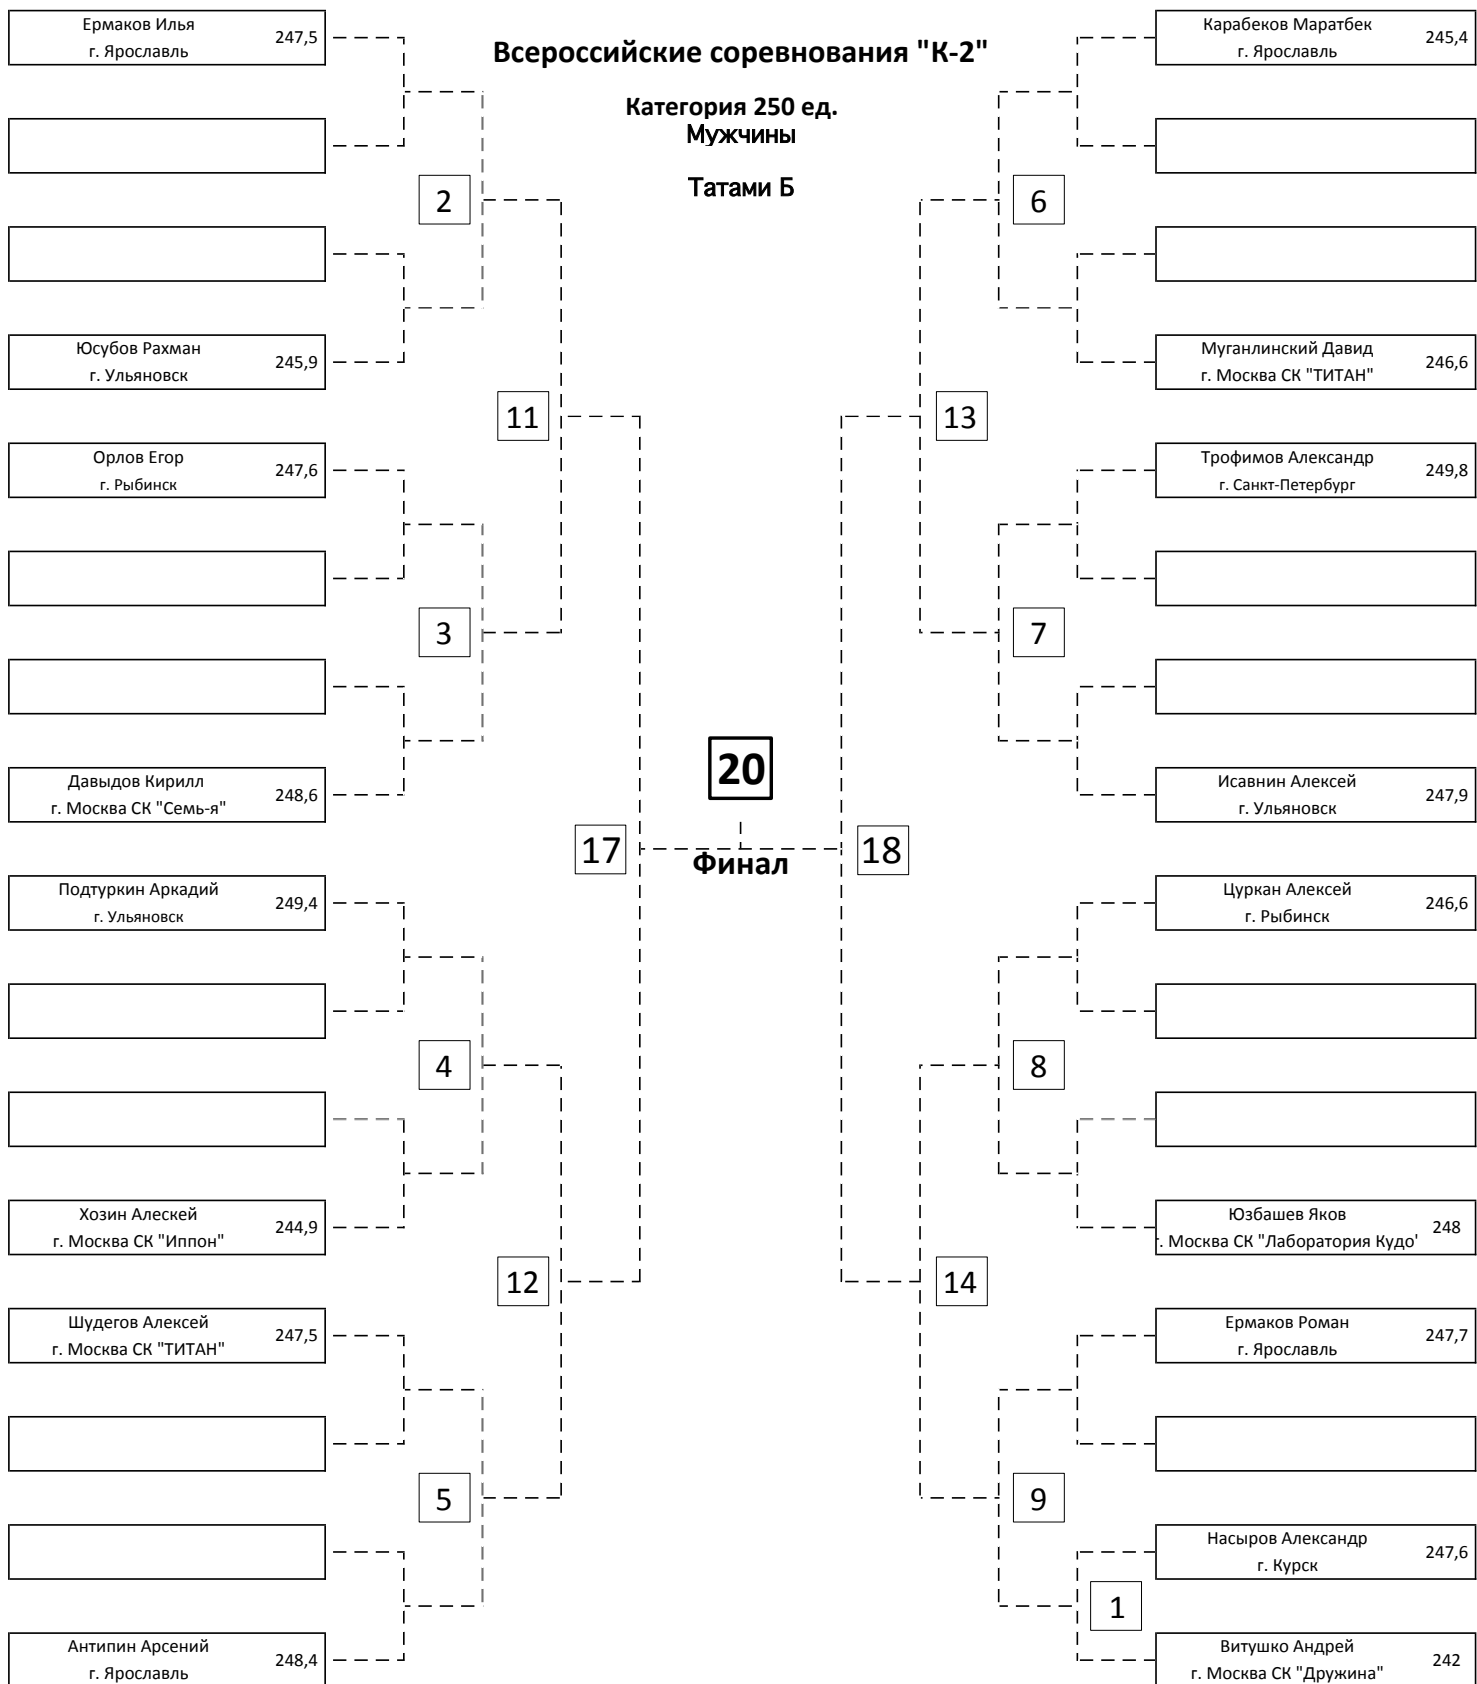 Всероссийские соревнования "К-2"
Категория 250 ед.
Мужчины
Татами Б
Ермаков Илья
г. Ярославль
247,5
2
Юсубов Рахман
г. Ульяновск
245,9
11
Орлов Егор
г. Рыбинск
247,6
3
Давыдов Кирилл
г. Москва СК "Семь-я"
248,6
17
Подтуркин Аркадий
г. Ульяновск
249,4
4
Хозин Алескей
г. Москва СК "Иппон"
244,9
12
Шудегов Алексей
г. Москва СК "ТИТАН"
247,5
5
Антипин Арсений
г. Ярославль
248,4
20
Финал
Карабеков Маратбек
г. Ярославль
245,4
6
Муганлинский Давид
г. Москва СК "ТИТАН"
246,6
13
Трофимов Александр
г. Санкт-Петербург
249,8
7
Исавнин Алексей
г. Ульяновск
247,9
18
Цуркан Алексей
г. Рыбинск
246,6
8
Юзбашев Яков
г. Москва СК "Лаборатория Кудо'
248
14
Ермаков Роман
г. Ярославль
247,7
9
Насыров Александр
г. Курск
247,6
1
Витушко Андрей
г. Москва СК "Дружина"
242